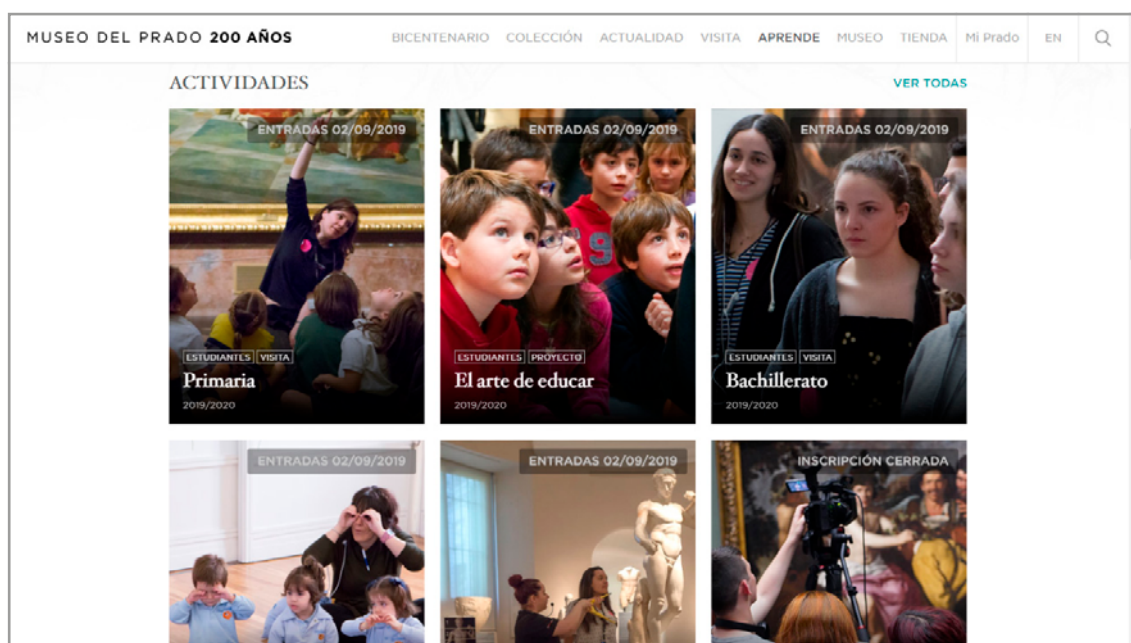 MUSEO DEL PRADO 200 AÑOS
BICENTENARIO COLECCIÓN ACTUALIDAD VISITA APRENDE MUSEO TIENDA Mi Prado EN
ACTIVIDADES
VER TODAS
ENTRADAS 02/09/2019
ESTUDIANTES VISITA
Primaria
2019/2020
ENTRADAS 02/09/2019
ESTUDIANTES PROYECTO
El arte de educar
2019/2020
ENTRADAS 02/09/2019
ESTUDIANTES VISITA
Bachillerato
2019/2020
ENTRADAS 02/09/2019
ENTRADAS 02/09/2019
INSCRIPCIÓN CERRADA